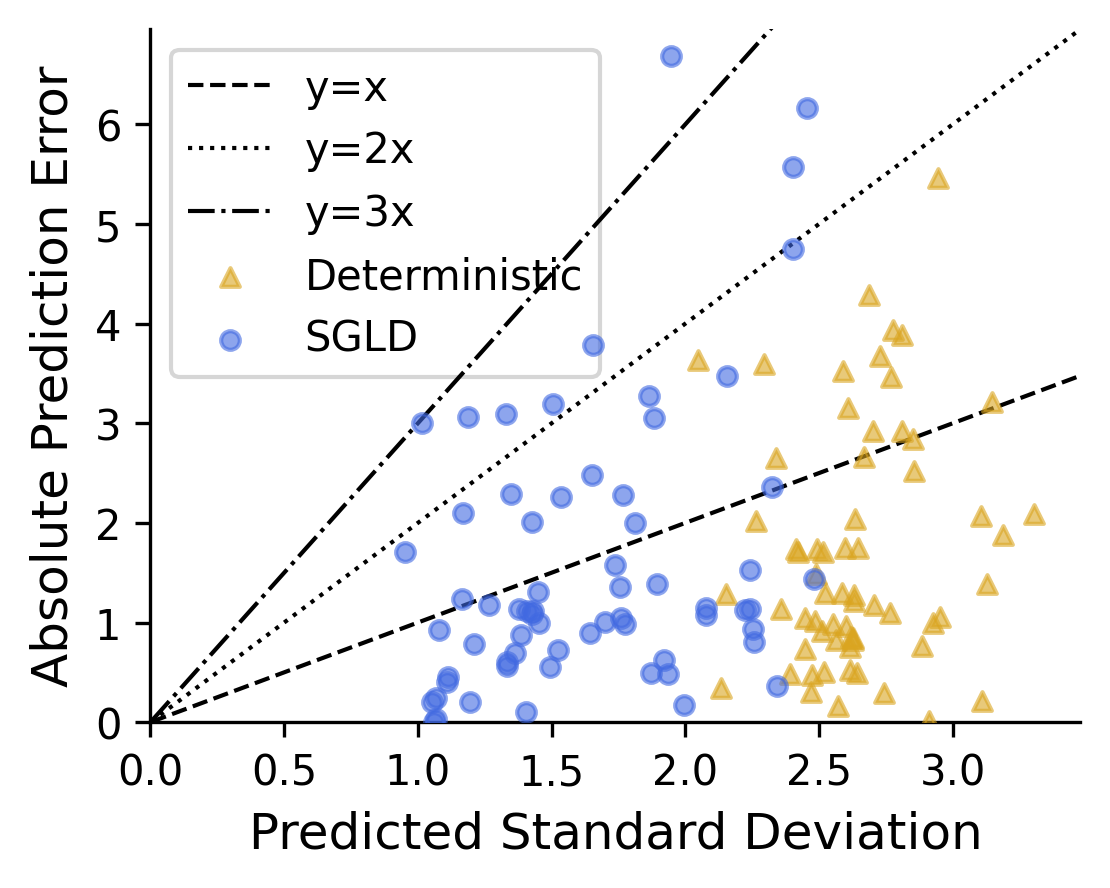 Absolute Prediction Error
6
5
4
3
2
1
0
y=x
y=2x
y=3x
Deterministic
SGLD
0.0 0.5 1.0 1.5 2.0 2.5 3.0
Predicted Standard Deviation